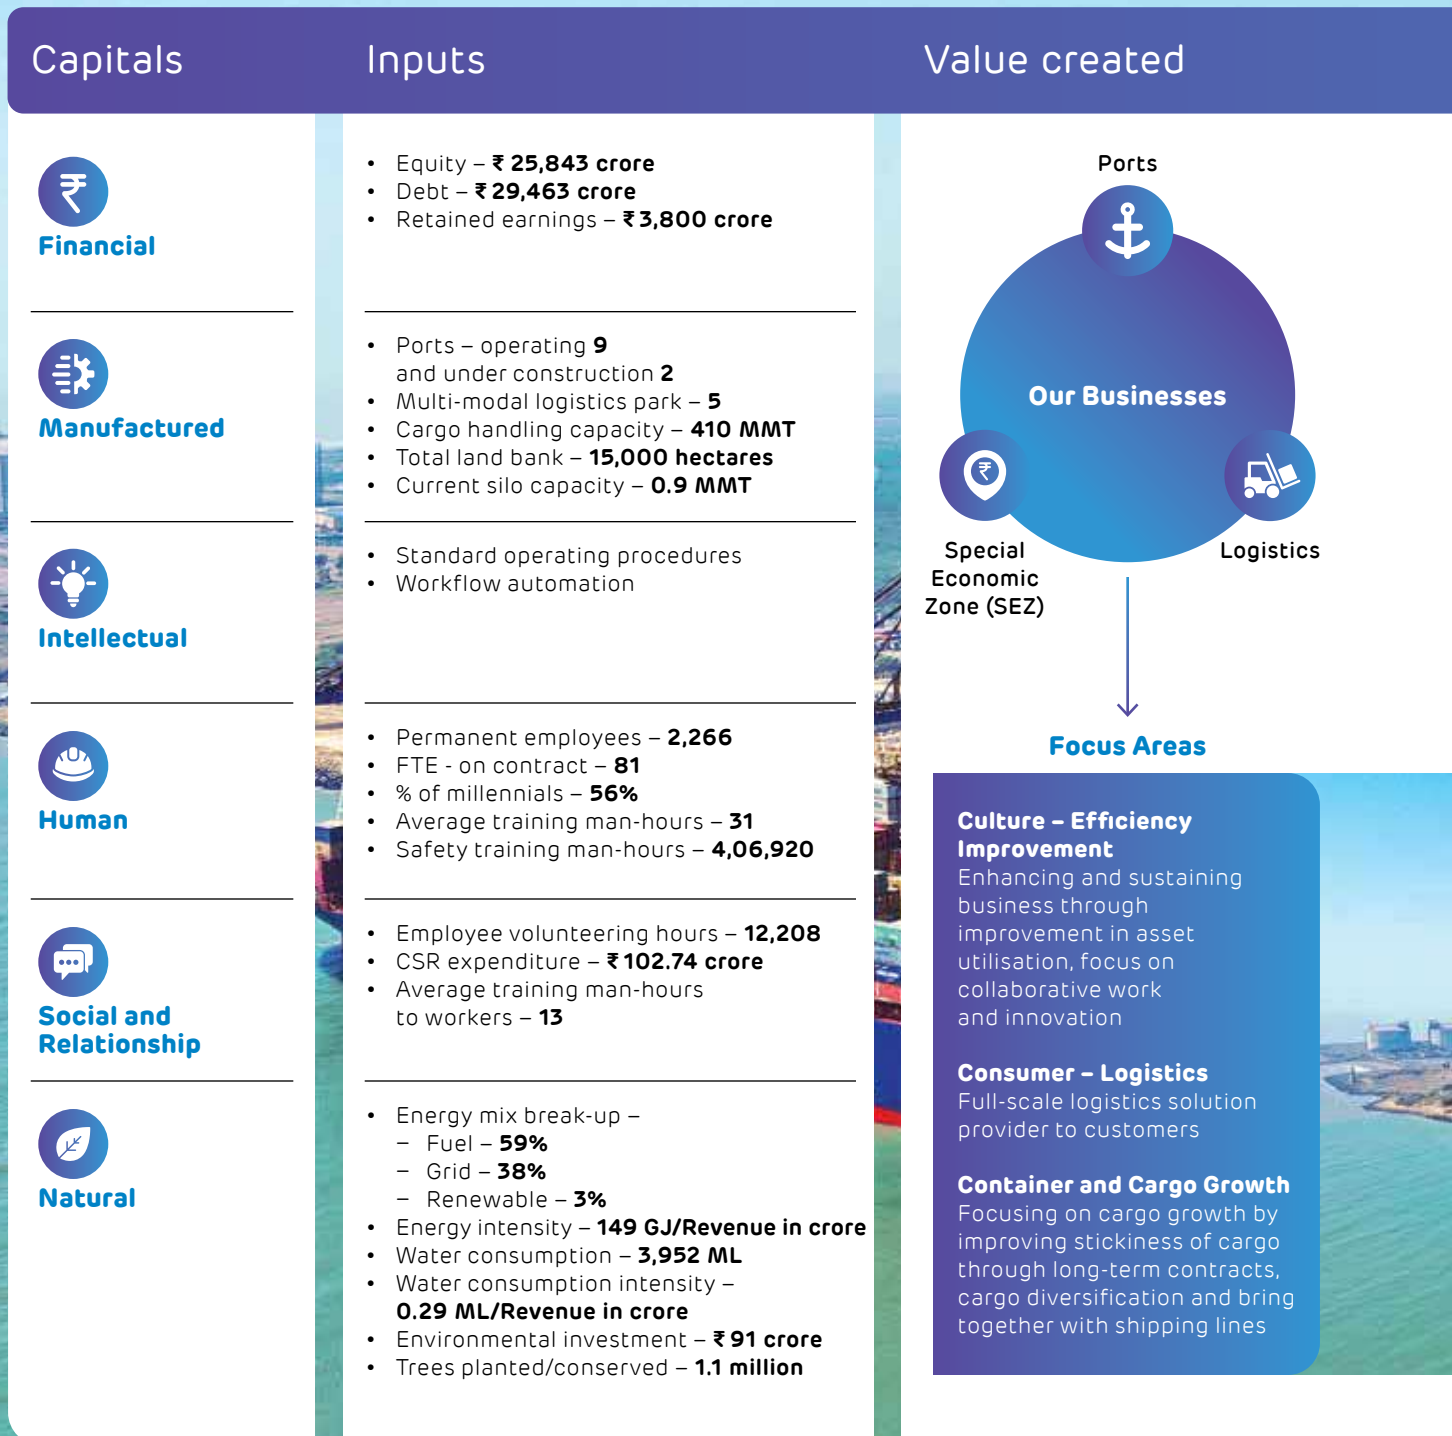 Capitals
Inputs
Value created
Financial
• Equity – ₹ 25,843 crore
• Debt – ₹ 29,463 crore
• Retained earnings – ₹ 3,800 crore
Manufactured
• Ports – operating 9
and under construction 2
• Multi-modal logistics park – 5
• Cargo handling capacity – 410 MMT
• Total land bank – 15,000 hectares
• Current silo capacity – 0.9 MMT
Intellectual
• Standard operating procedures
• Workflow automation
Human
• Permanent employees – 2,266
• FTE - on contract – 81
• % of millennials – 56%
• Average training man-hours – 31
• Safety training man-hours – 4,06,920
Social and
Relationship
• Employee volunteering hours – 12,208
• CSR expenditure – ₹ 102.74 crore
• Average training man-hours
to workers – 13
Natural
• Energy mix break-up –
– Fuel – 59%
– Grid – 38%
– Renewable – 3%
• Energy intensity – 149 GJ/Revenue in crore
• Water consumption – 3,952 ML
• Water consumption intensity –
0.29 ML/Revenue in crore
• Environmental investment – ₹ 91 crore
• Trees planted/conserved – 1.1 million
Ports
Our Businesses
Special
Economic
Zone (SEZ)
Logistics
Focus Areas
Culture – Efficiency
Improvement
Enhancing and sustaining
business through
improvement in asset
utilisation, focus on
collaborative work
and innovation
Consumer – Logistics
Full-scale logistics solution
provider to customers
Container and Cargo Growth
Focusing on cargo growth by
improving stickiness of cargo
through long-term contracts,
cargo diversification and bring
together with shipping lines